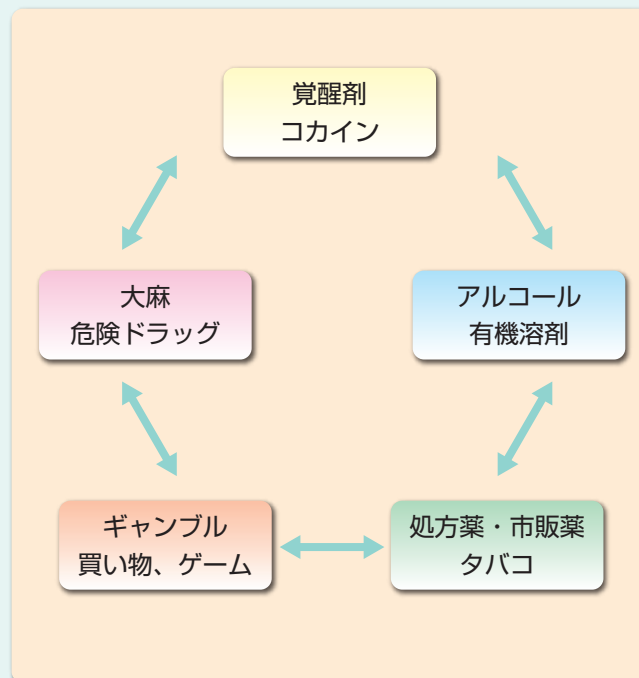 覚醒剤
コカイン
大麻
危険ドラッグ
アルコール
有機溶剤
ギャンブル
買い物、ゲーム
処方薬・市販薬
タバコ